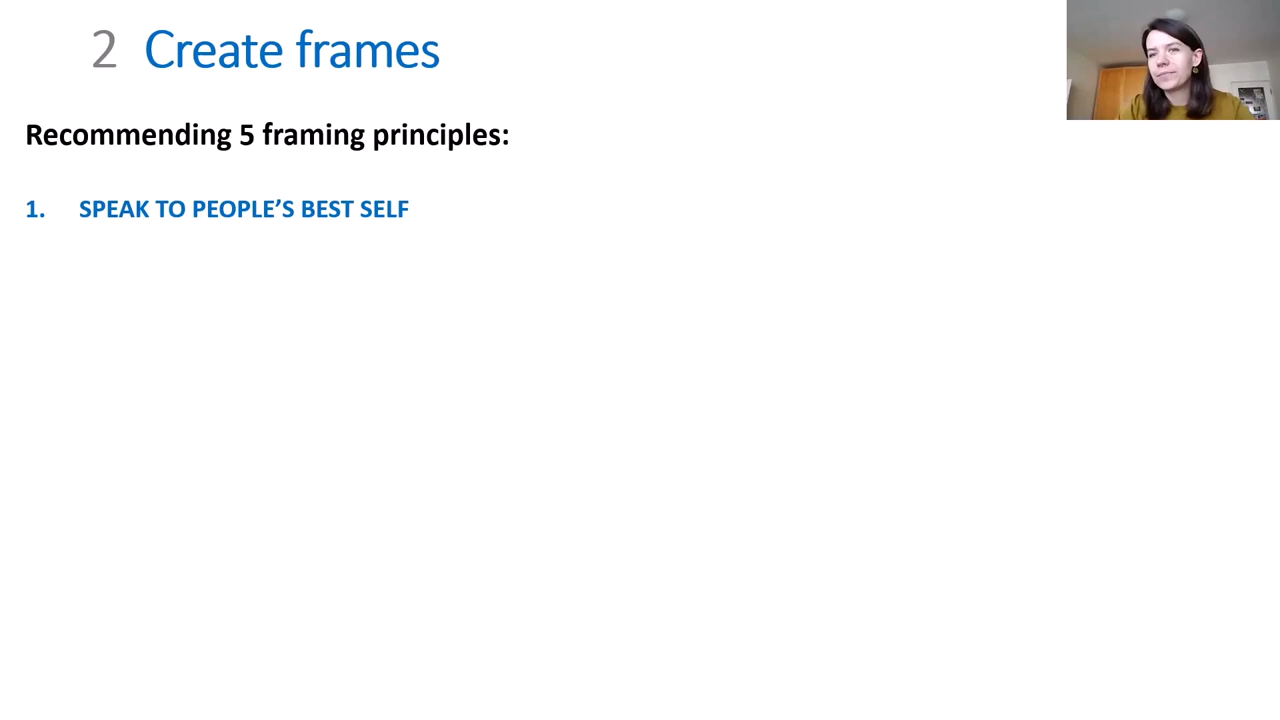 2 Create frames
Recommending 5 framing principles:
1. SPEAK TO PEOPLE’S BEST SELF